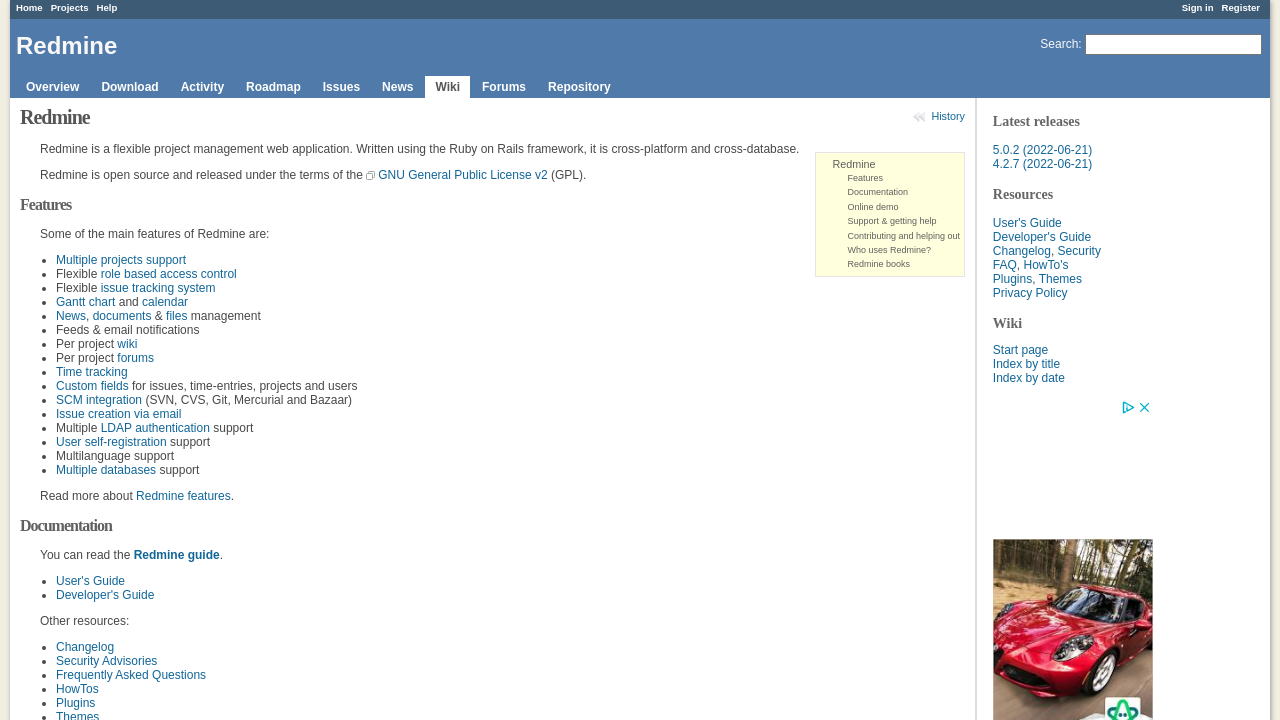 Home Projects Help Sign in Register
Redmine
Search:
Overview Download Activity Roadmap Issues News Wiki Forums Repository
Redmine
History
Redmine is a flexible project management web application. Written using the Ruby on Rails framework, it is cross-platform and cross-database.
Redmine is open source and released under the terms of the GNU General Public License v2 (GPL).
Redmine
Features
Documentation
Online demo
Support & getting help
Contributing and helping out
Who uses Redmine?
Redmine books
Features
Some of the main features of Redmine are:
Multiple projects support
Flexible role based access control
Flexible issue tracking system
Gantt chart and calendar
News, documents & files management
Feeds & email notifications
Per project wiki
Per project forums
Time tracking
Custom fields for issues, time-entries, projects and users
SCM integration (SVN, CVS, Git, Mercurial and Bazaar)
Issue creation via email
Multiple LDAP authentication support
User self-registration support
Multilanguage support
Multiple databases support
Read more about Redmine features.
Documentation
You can read the Redmine guide.
User's Guide
Developer's Guide
Other resources:
Changelog
Security Advisories
Frequently Asked Questions
HowTos
Plugins
Themes
Latest releases
5.0.2 (2022-06-21)
4.2.7 (2022-06-21)
Resources
User's Guide
Developer's Guide
Changelog, Security
FAQ, HowTo's
Plugins, Themes
Privacy Policy
Wiki
Start page
Index by title
Index by date